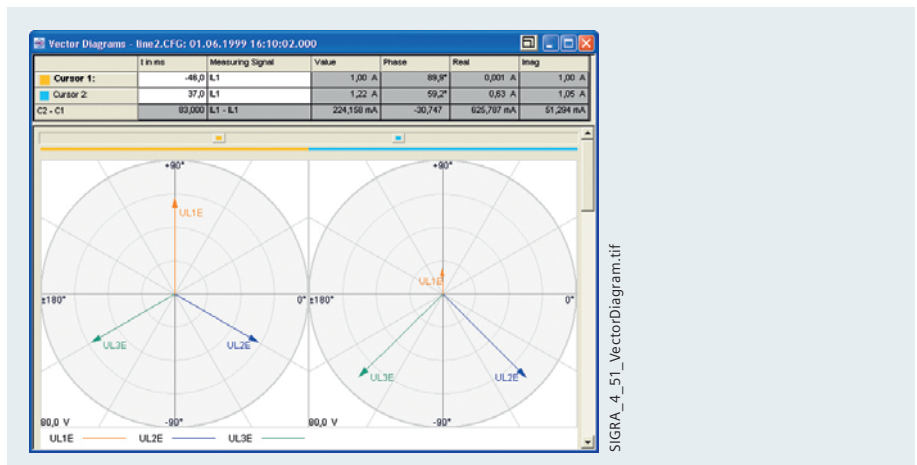 Vector Diagrams - line2.CFG: 01.06.1999 16:10:02.000
t in ms Measuring Signal Value Phase Real Imag
Cursor 1: -46,0 iL1 1,00 A 89,9° 0,001 A 1,00 A
Cursor 2: 37,0 iL1 1,22 A 59,2° 0,63 A 1,05 A
C2 - C1 83,000 iL1 - iL1 224,158 mA -30,747 625,787 mA 51,294 mA
+90° +90°
UL1E
UL1E
±180° 0° ±180° 0°
UL3E UL2E
UL3E UL2E
80,0 V -90° 80,0 V -90°
UL1E UL2E UL3E
SIGRA_4_51_VectorDiagram.tif